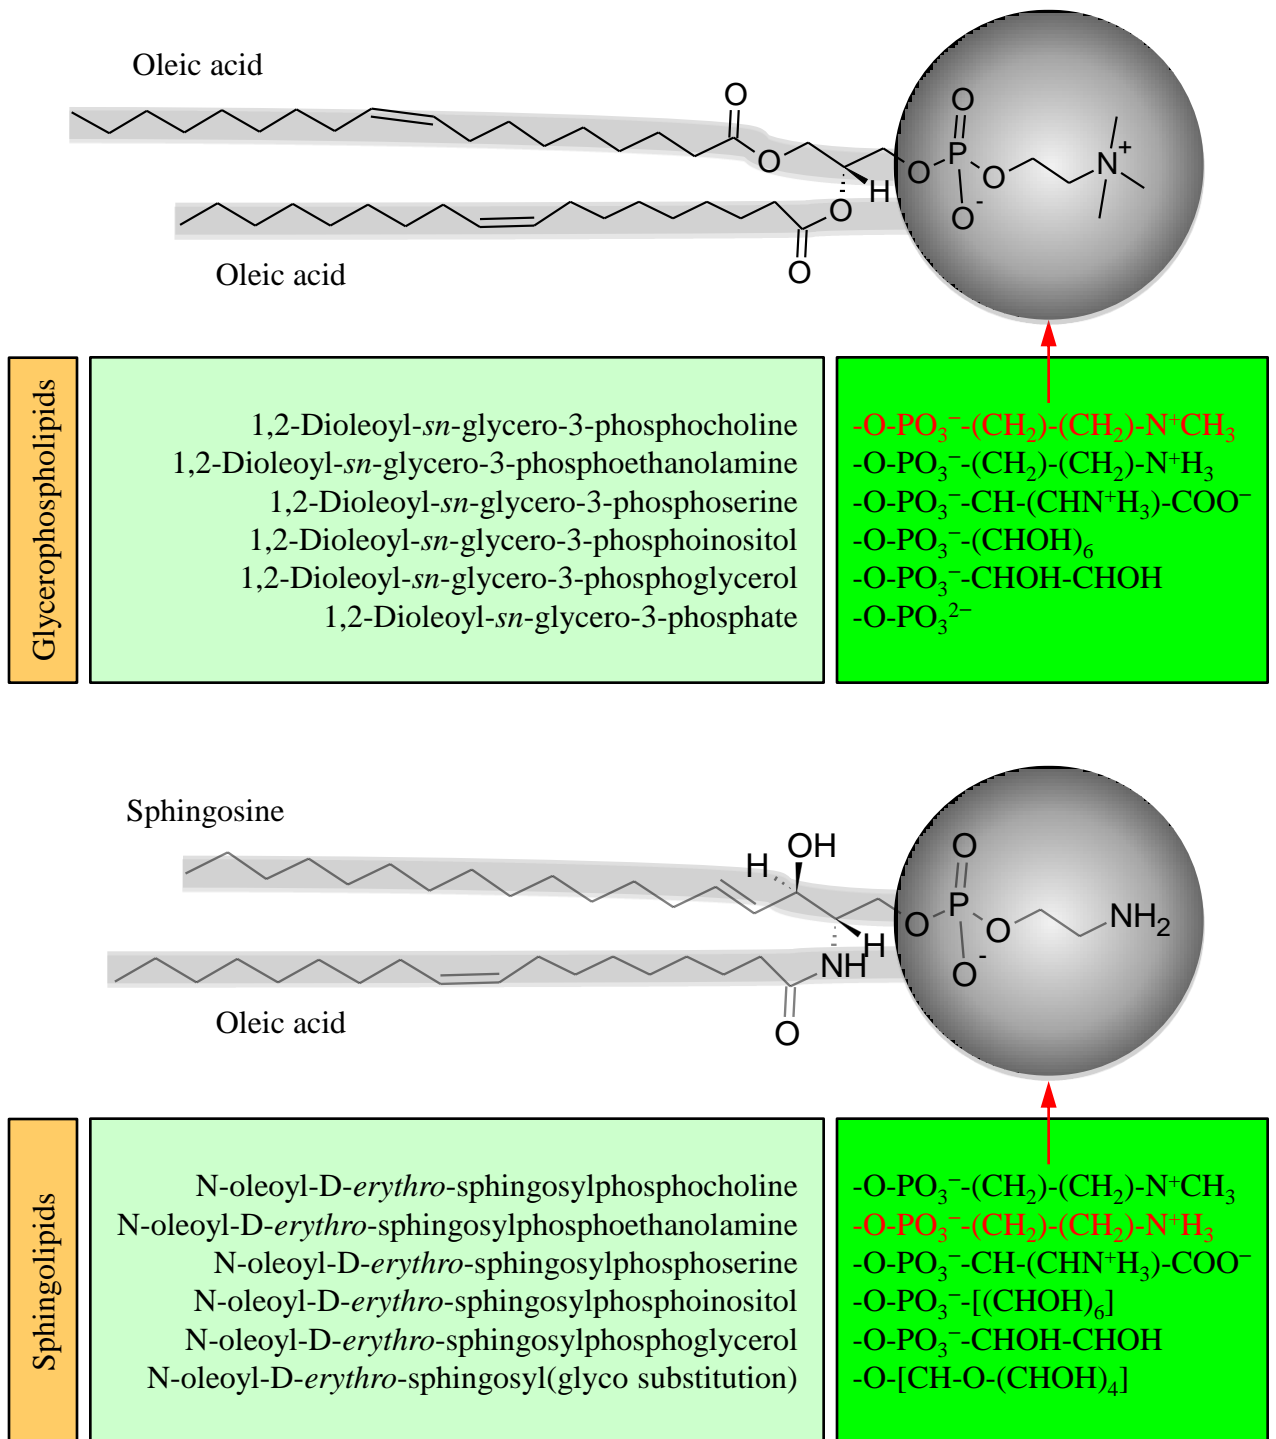 Oleic acid
O
O
O
P
O
N⁺
O
H
O
O⁻
O
Oleic acid
Glycerophospholipids
1,2-Dioleoyl-sn-glycero-3-phosphocholine -O-PO₃⁻-(CH₂)-(CH₂)-N⁺CH₃
1,2-Dioleoyl-sn-glycero-3-phosphoethanolamine -O-PO₃⁻-(CH₂)-(CH₂)-N⁺H₃
1,2-Dioleoyl-sn-glycero-3-phosphoserine -O-PO₃⁻-CH-(CHN⁺H₃)-COO⁻
1,2-Dioleoyl-sn-glycero-3-phosphoinositol -O-PO₃⁻-(CHOH)₆
1,2-Dioleoyl-sn-glycero-3-phosphoglycerol -O-PO₃⁻-CHOH-CHOH
1,2-Dioleoyl-sn-glycero-3-phosphate -O-PO₃²⁻
Sphingosine
OH
O
H
P
NH₂
O
O
H
NH
O⁻
O
Oleic acid
Sphingolipids
N-oleoyl-D-erythro-sphingosylphosphocholine -O-PO₃⁻-(CH₂)-(CH₂)-N⁺CH₃
N-oleoyl-D-erythro-sphingosylphosphoethanolamine -O-PO₃⁻-(CH₂)-(CH₂)-N⁺H₃
N-oleoyl-D-erythro-sphingosylphosphoserine -O-PO₃⁻-CH-(CHN⁺H₃)-COO⁻
N-oleoyl-D-erythro-sphingosylphosphoinositol -O-PO₃⁻-[(CHOH)₆]
N-oleoyl-D-erythro-sphingosylphosphoglycerol -O-PO₃⁻-CHOH-CHOH
N-oleoyl-D-erythro-sphingosyl(glyco substitution) -O-[CH-O-(CHOH)₄]